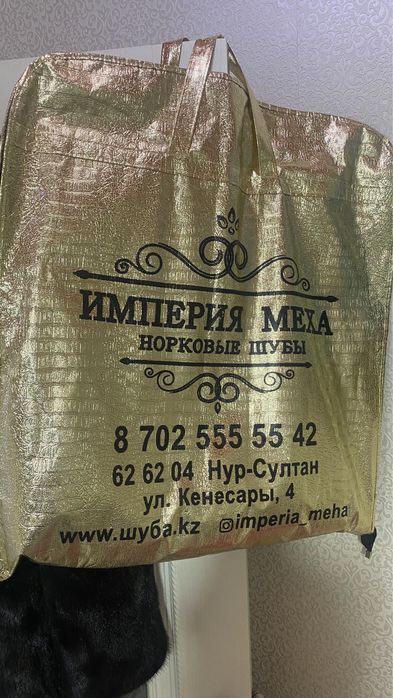 ИМПЕРИЯ МЕХА
НОРКОВЫЕ ШУБЫ
8 702 555 55 42
62 62 04 Нур-Султан
ул. Кенесары, 4
www.шуба.kz imperia_meha